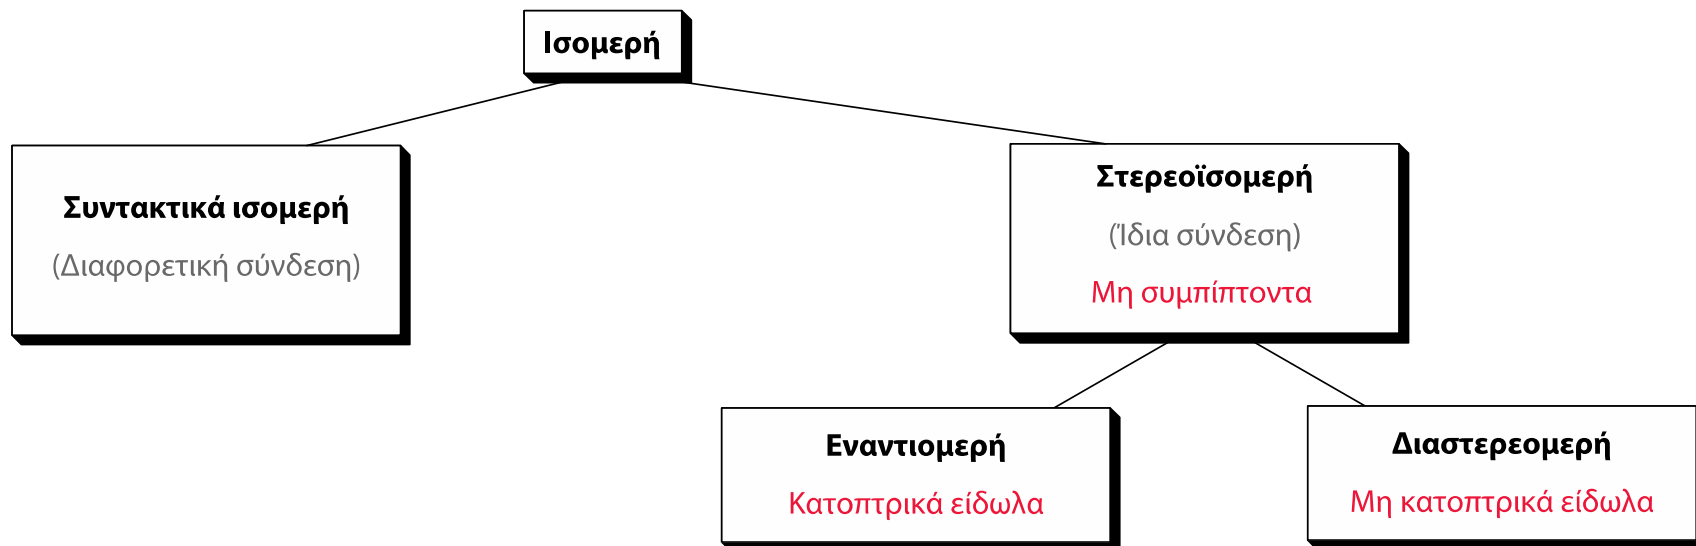 Ισομερή
Συντακτικά ισομερή
(Διαφορετική σύνδεση)
Στερεοϊσομερή
(Ίδια σύνδεση)
Μη συμπίπτοντα
Εναντιομερή
Κατοπτρικά είδωλα
Διαστερεομερή
Μη κατοπτρικά είδωλα